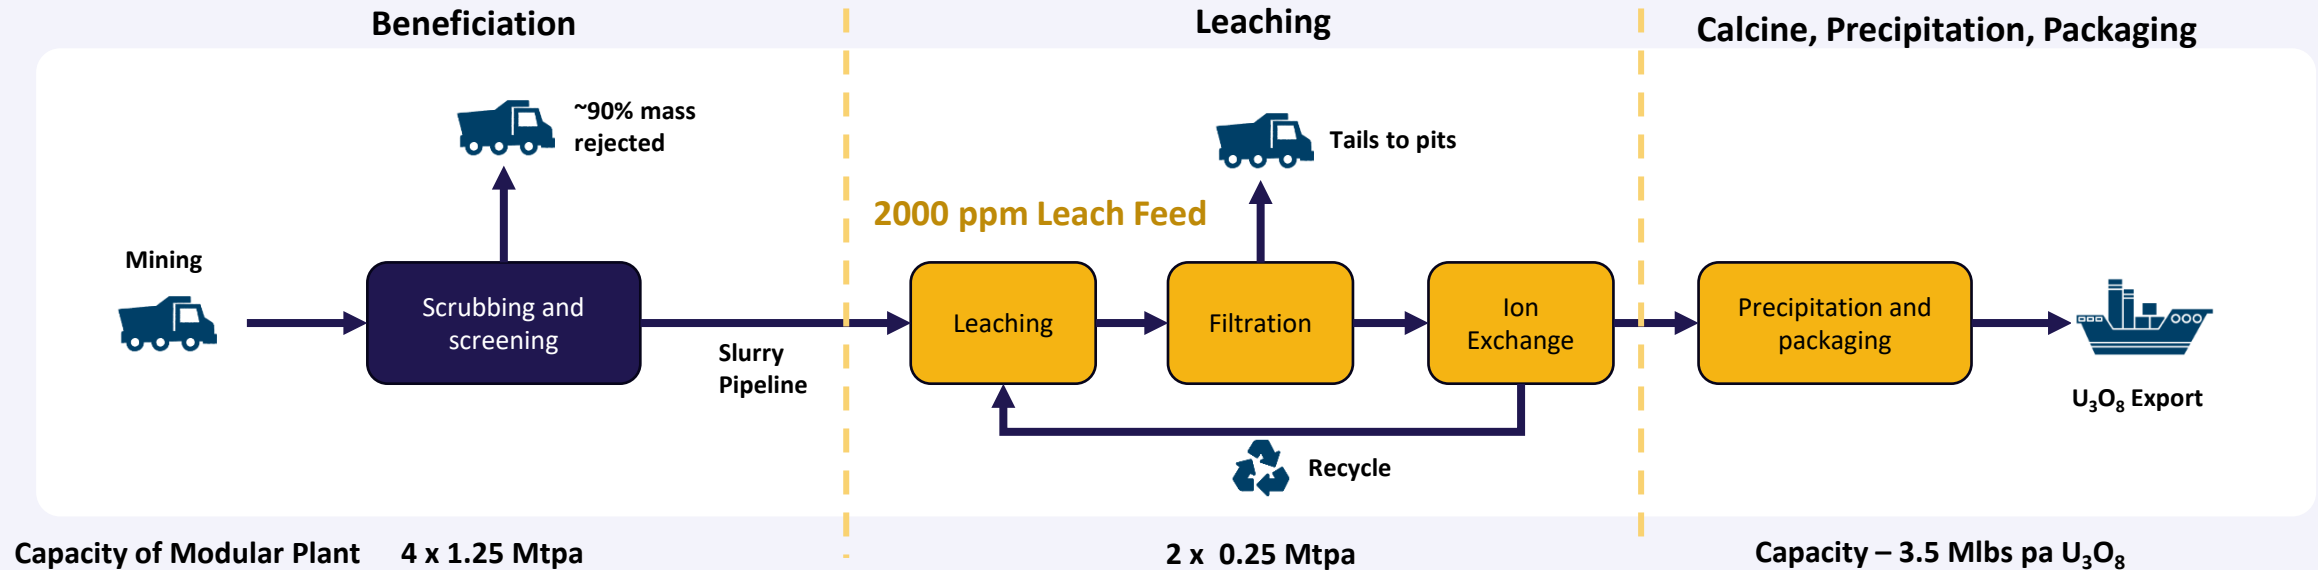 Beneficiation
Leaching
Calcine, Precipitation, Packaging
~90% mass
rejected
Tails to pits
2000 ppm Leach Feed
Mining
Scrubbing and
screening
Slurry
Pipeline
Leaching
Filtration
Ion
Exchange
Precipitation and
packaging
U₃O₈ Export
Recycle
Capacity of Modular Plant 4 x 1.25 Mtpa
2 x 0.25 Mtpa
Capacity – 3.5 Mlbs pa U₃O₈